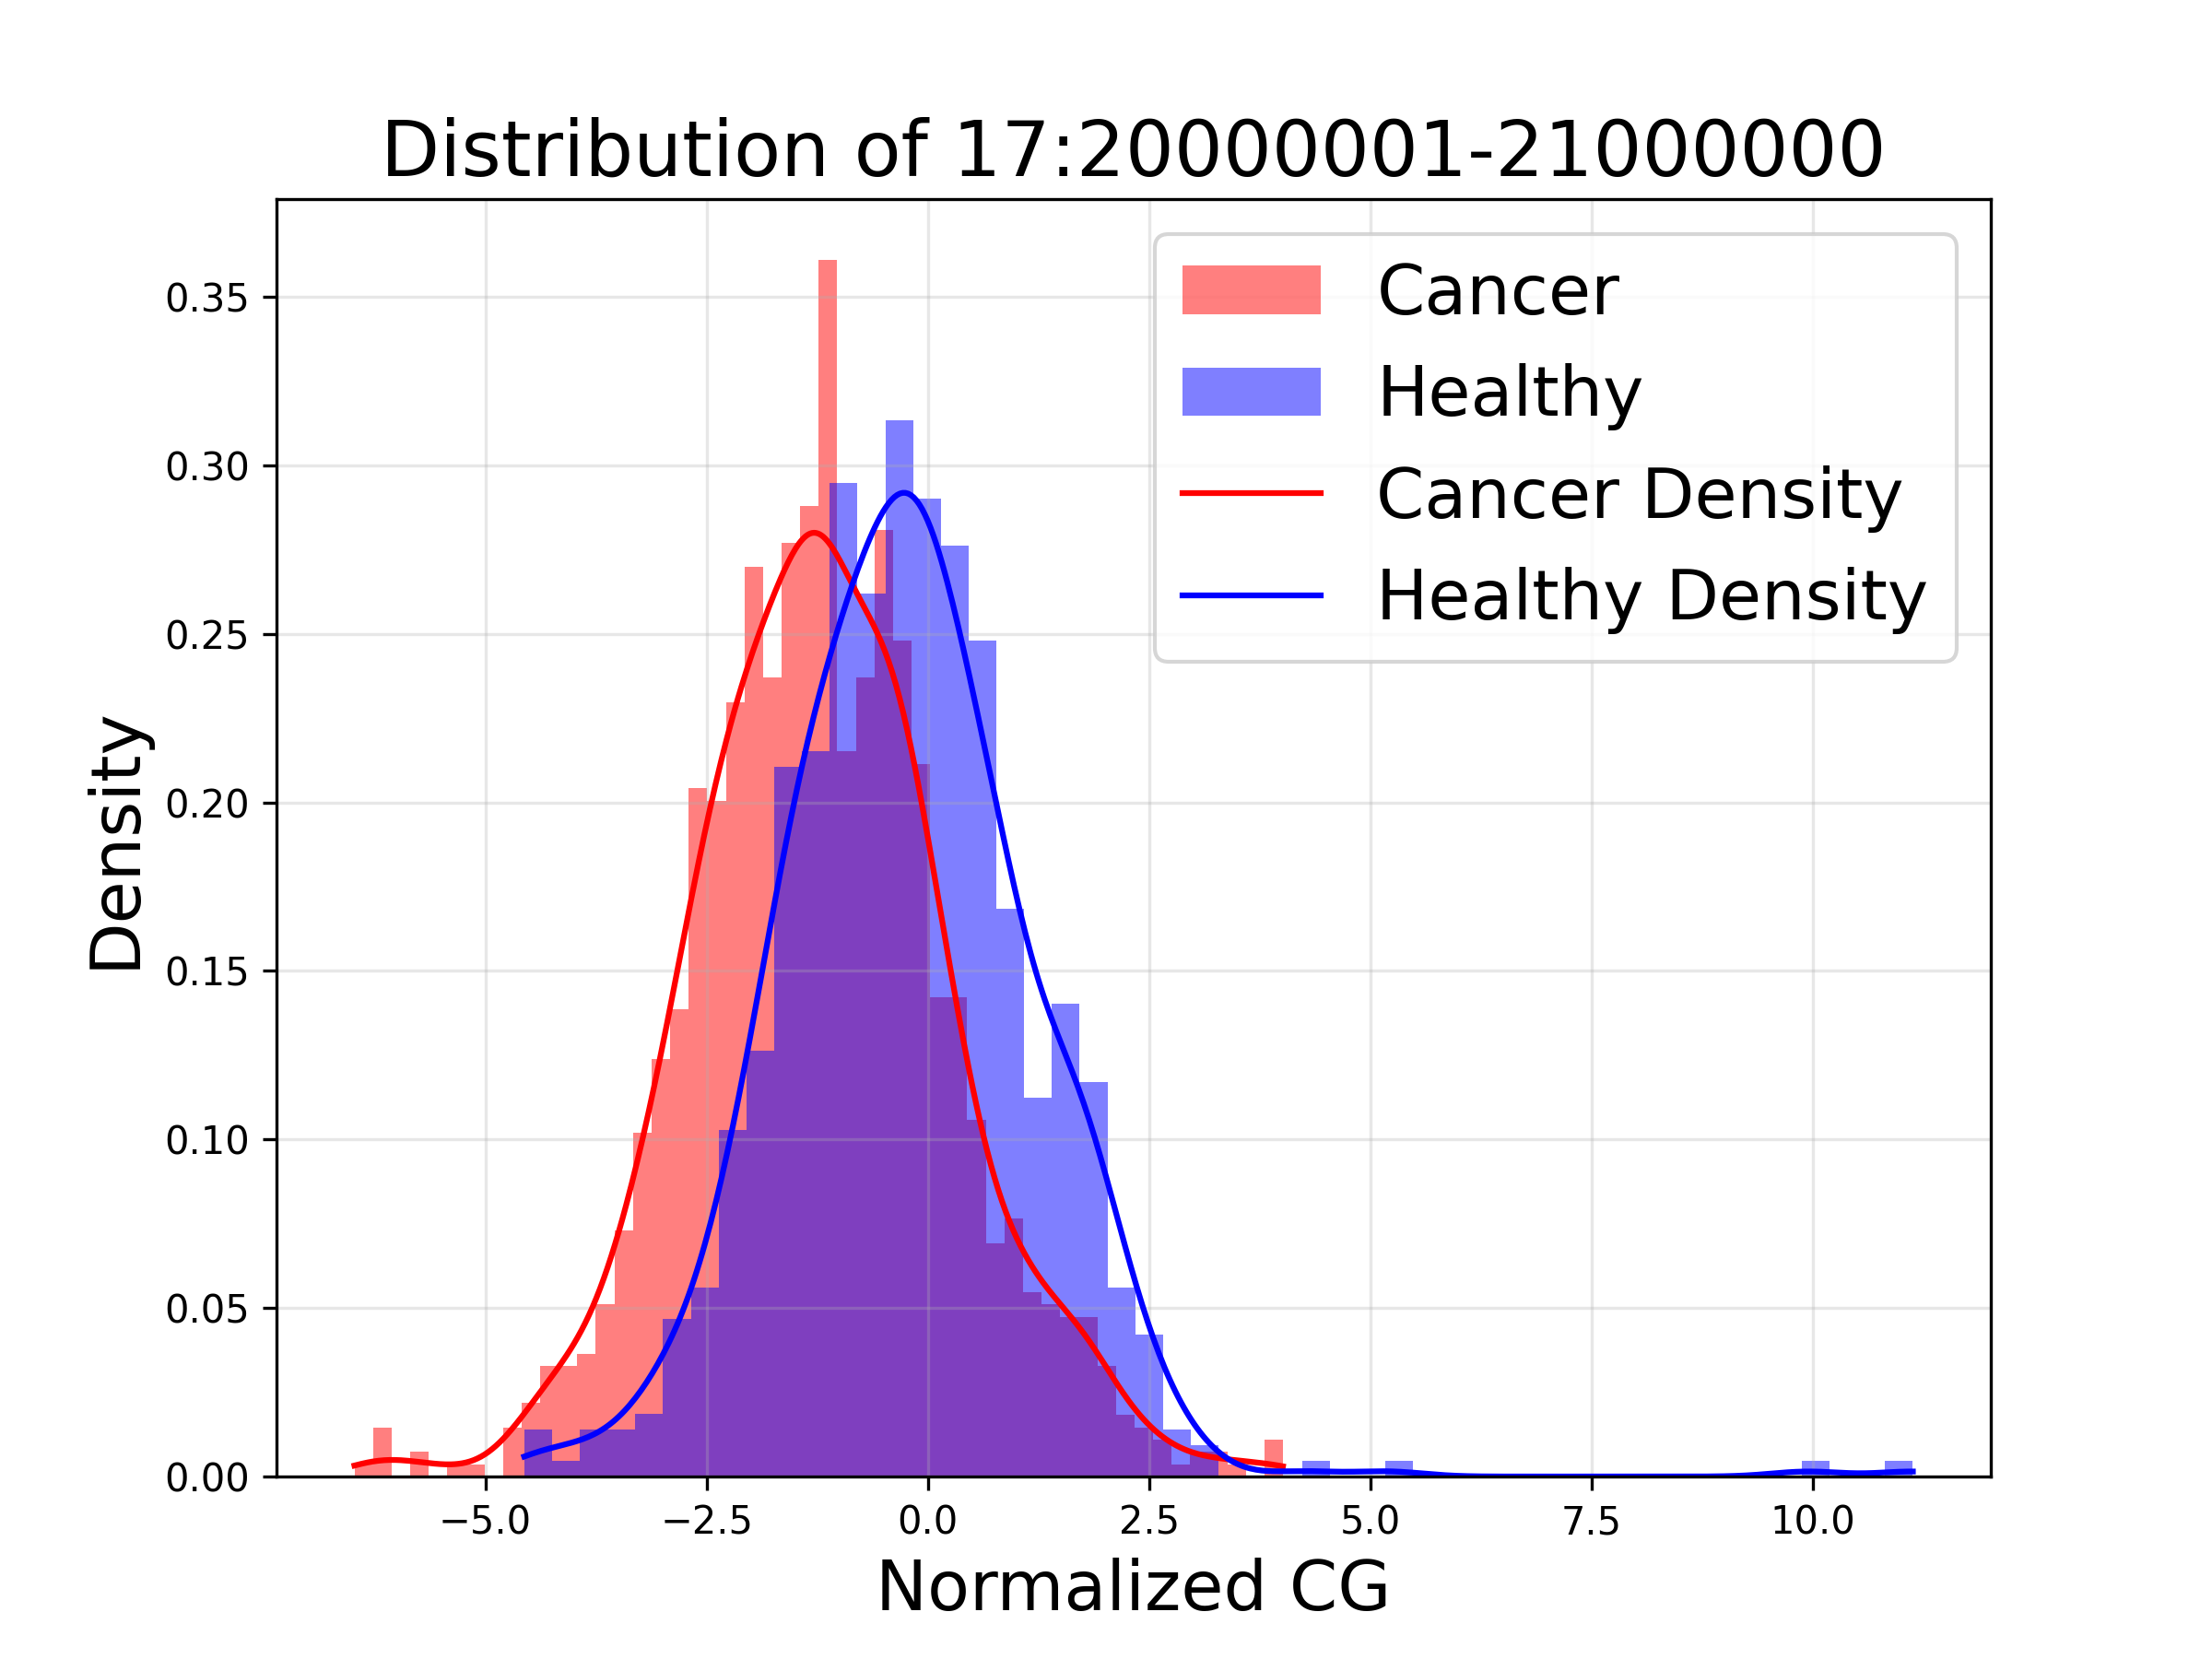 Distribution of 17:20000001-21000000
Cancer
Healthy
Cancer Density
Healthy Density
Density
0.35
0.30
0.25
0.20
0.15
0.10
0.05
0.00
−5.0
−2.5
0.0
2.5
5.0
7.5
10.0
Normalized CG